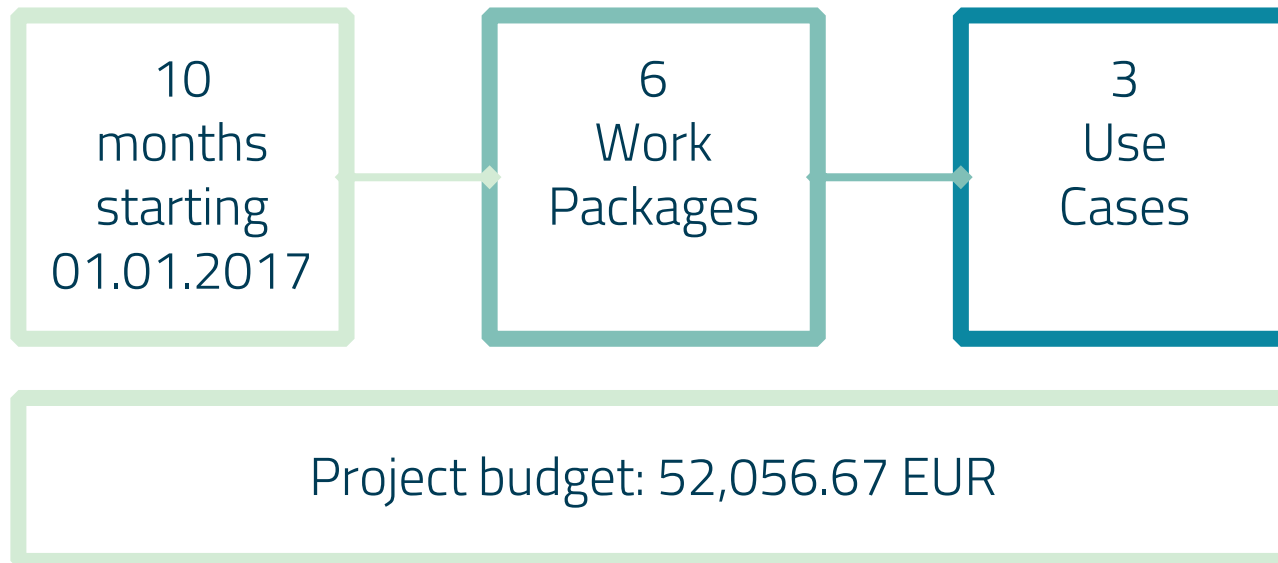 10
months
starting
01.01.2017
6
Work
Packages
3
Use
Cases
Project budget: 52,056.67 EUR